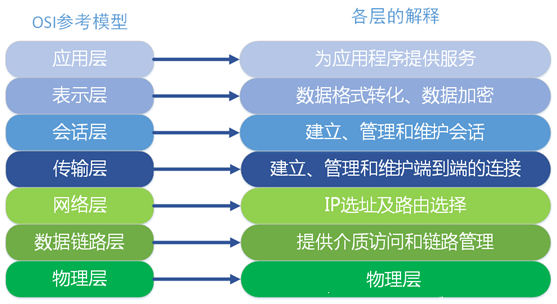 OSI参考模型 各层的解释
应用层 为应用程序提供服务
表示层 数据格式转化、数据加密
会话层 建立、管理和维护会话
传输层 建立、管理和维护端到端的连接
网络层 IP选址及路由选择
数据链路层 提供介质访问和链路管理
物理层 物理层